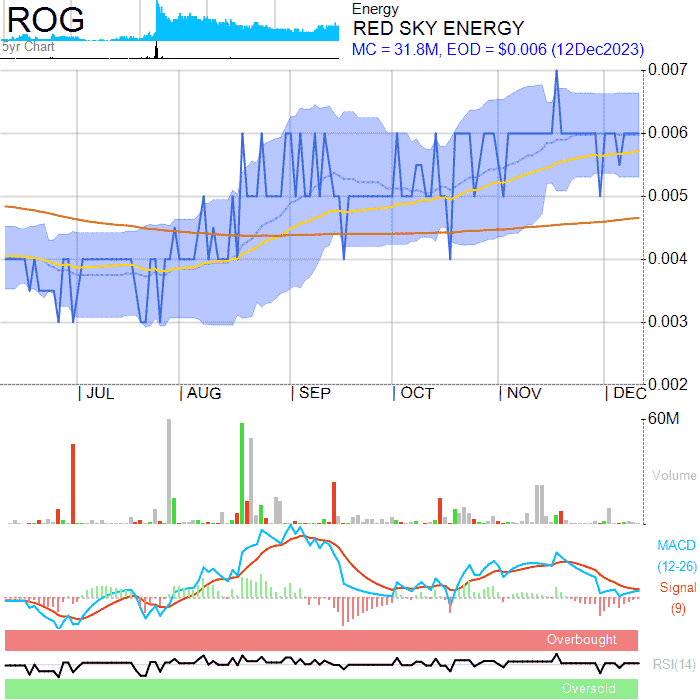 ROG
5yr Chart
Energy
RED SKY ENERGY
MC = 31.8M, EOD = $0.006 (12Dec2023)
0.007
0.006
0.005
0.004
0.003
0.002
JUL AUG SEP OCT NOV DEC
60M
Volume
MACD
(12-26)
Signal
(9)
Overbought
RSI(14)
Oversold